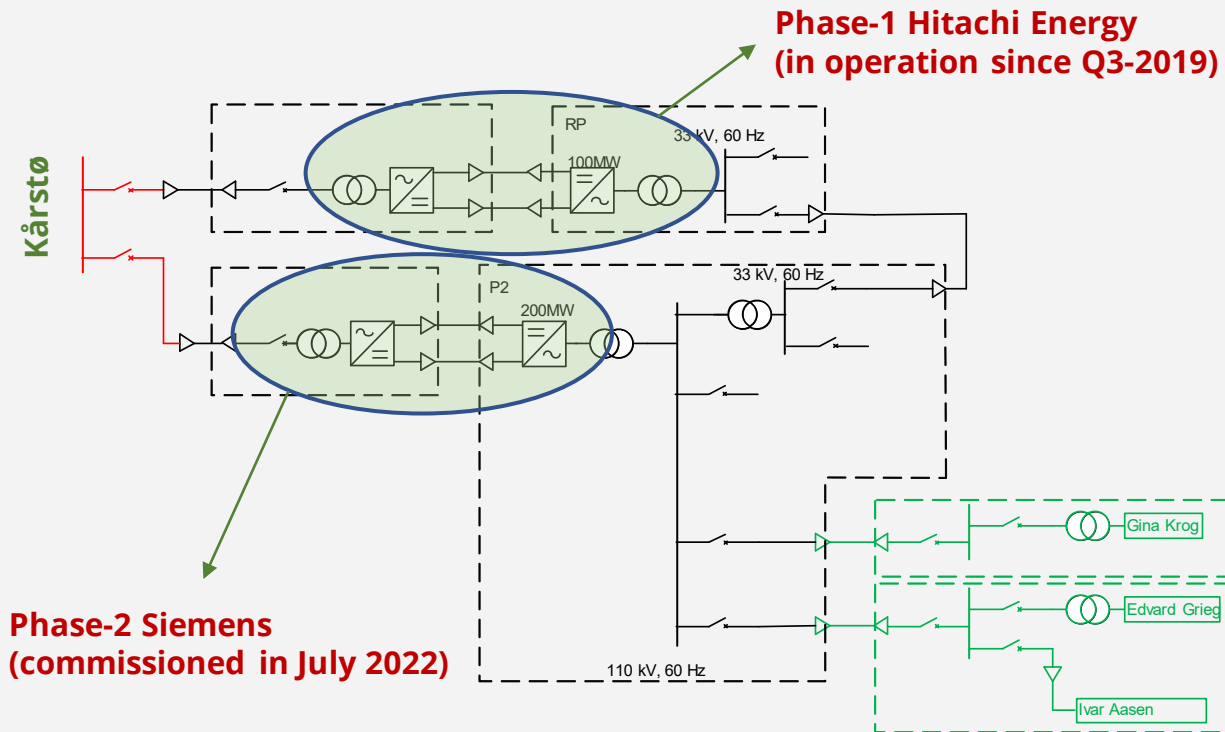 Phase-1 Hitachi Energy
(in operation since Q3-2019)
RP
33 kV, 60 Hz
100MW
Kårstø
P2
33 kV, 60 Hz
200MW
Gina Krog
Edvard Grieg
Phase-2 Siemens
(commissioned in July 2022)
110 kV, 60 Hz
Ivar Aasen